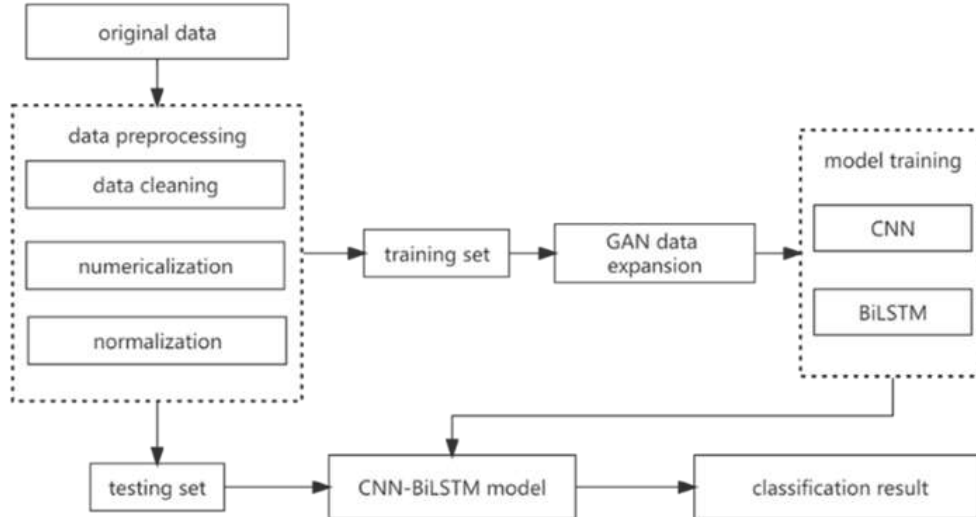 original data
data preprocessing
data cleaning
numericalization
normalization
training set
GAN data
expansion
model training
CNN
BiLSTM
testing set
CNN-BiLSTM model
classification result